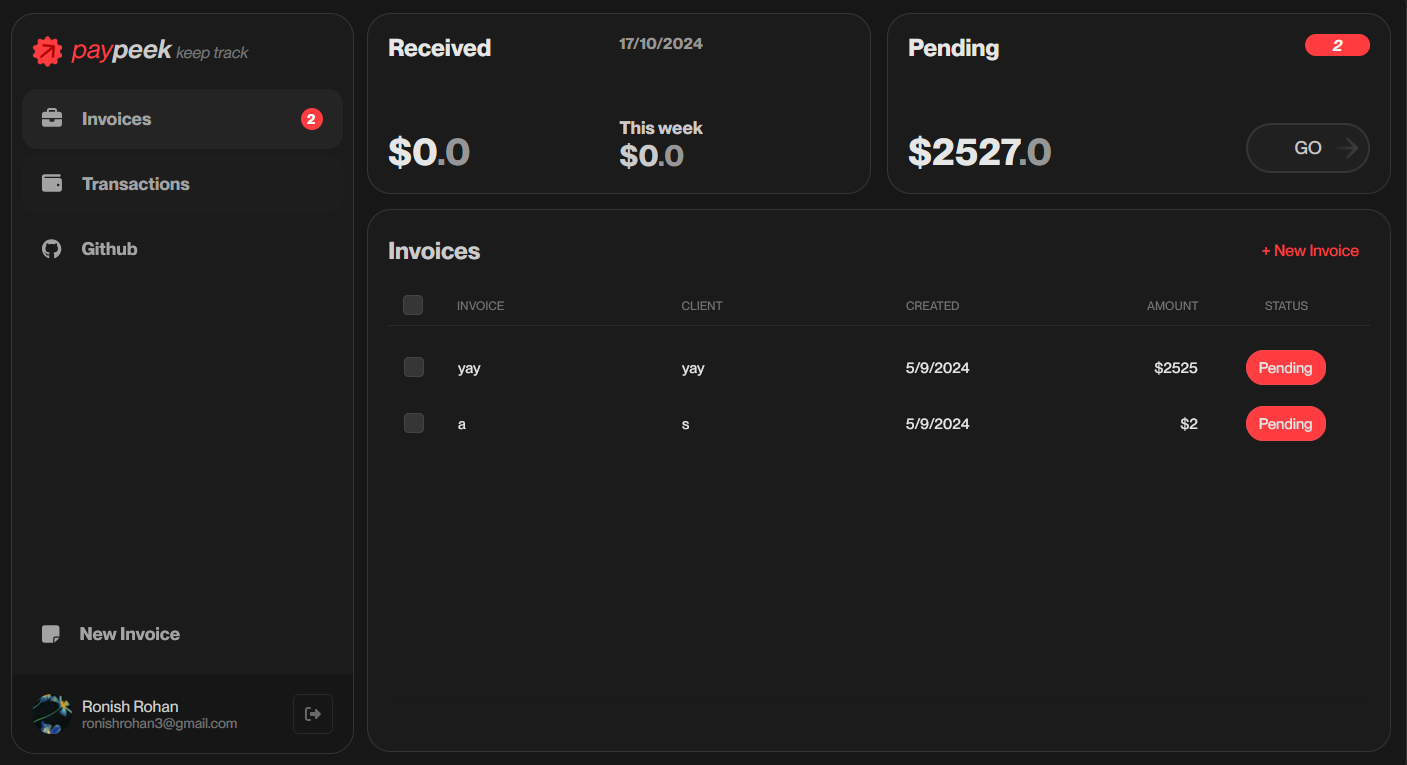 paypeek keep track
Invoices 2
Transactions
Github
New Invoice
Ronish Rohan
ronishrohan3@gmail.com
Received 17/10/2024
$0.0
This week
$0.0
Pending 2
$2527.0
GO
Invoices + New Invoice
INVOICE CLIENT CREATED AMOUNT STATUS
yay yay 5/9/2024 $2525 Pending
a s 5/9/2024 $2 Pending